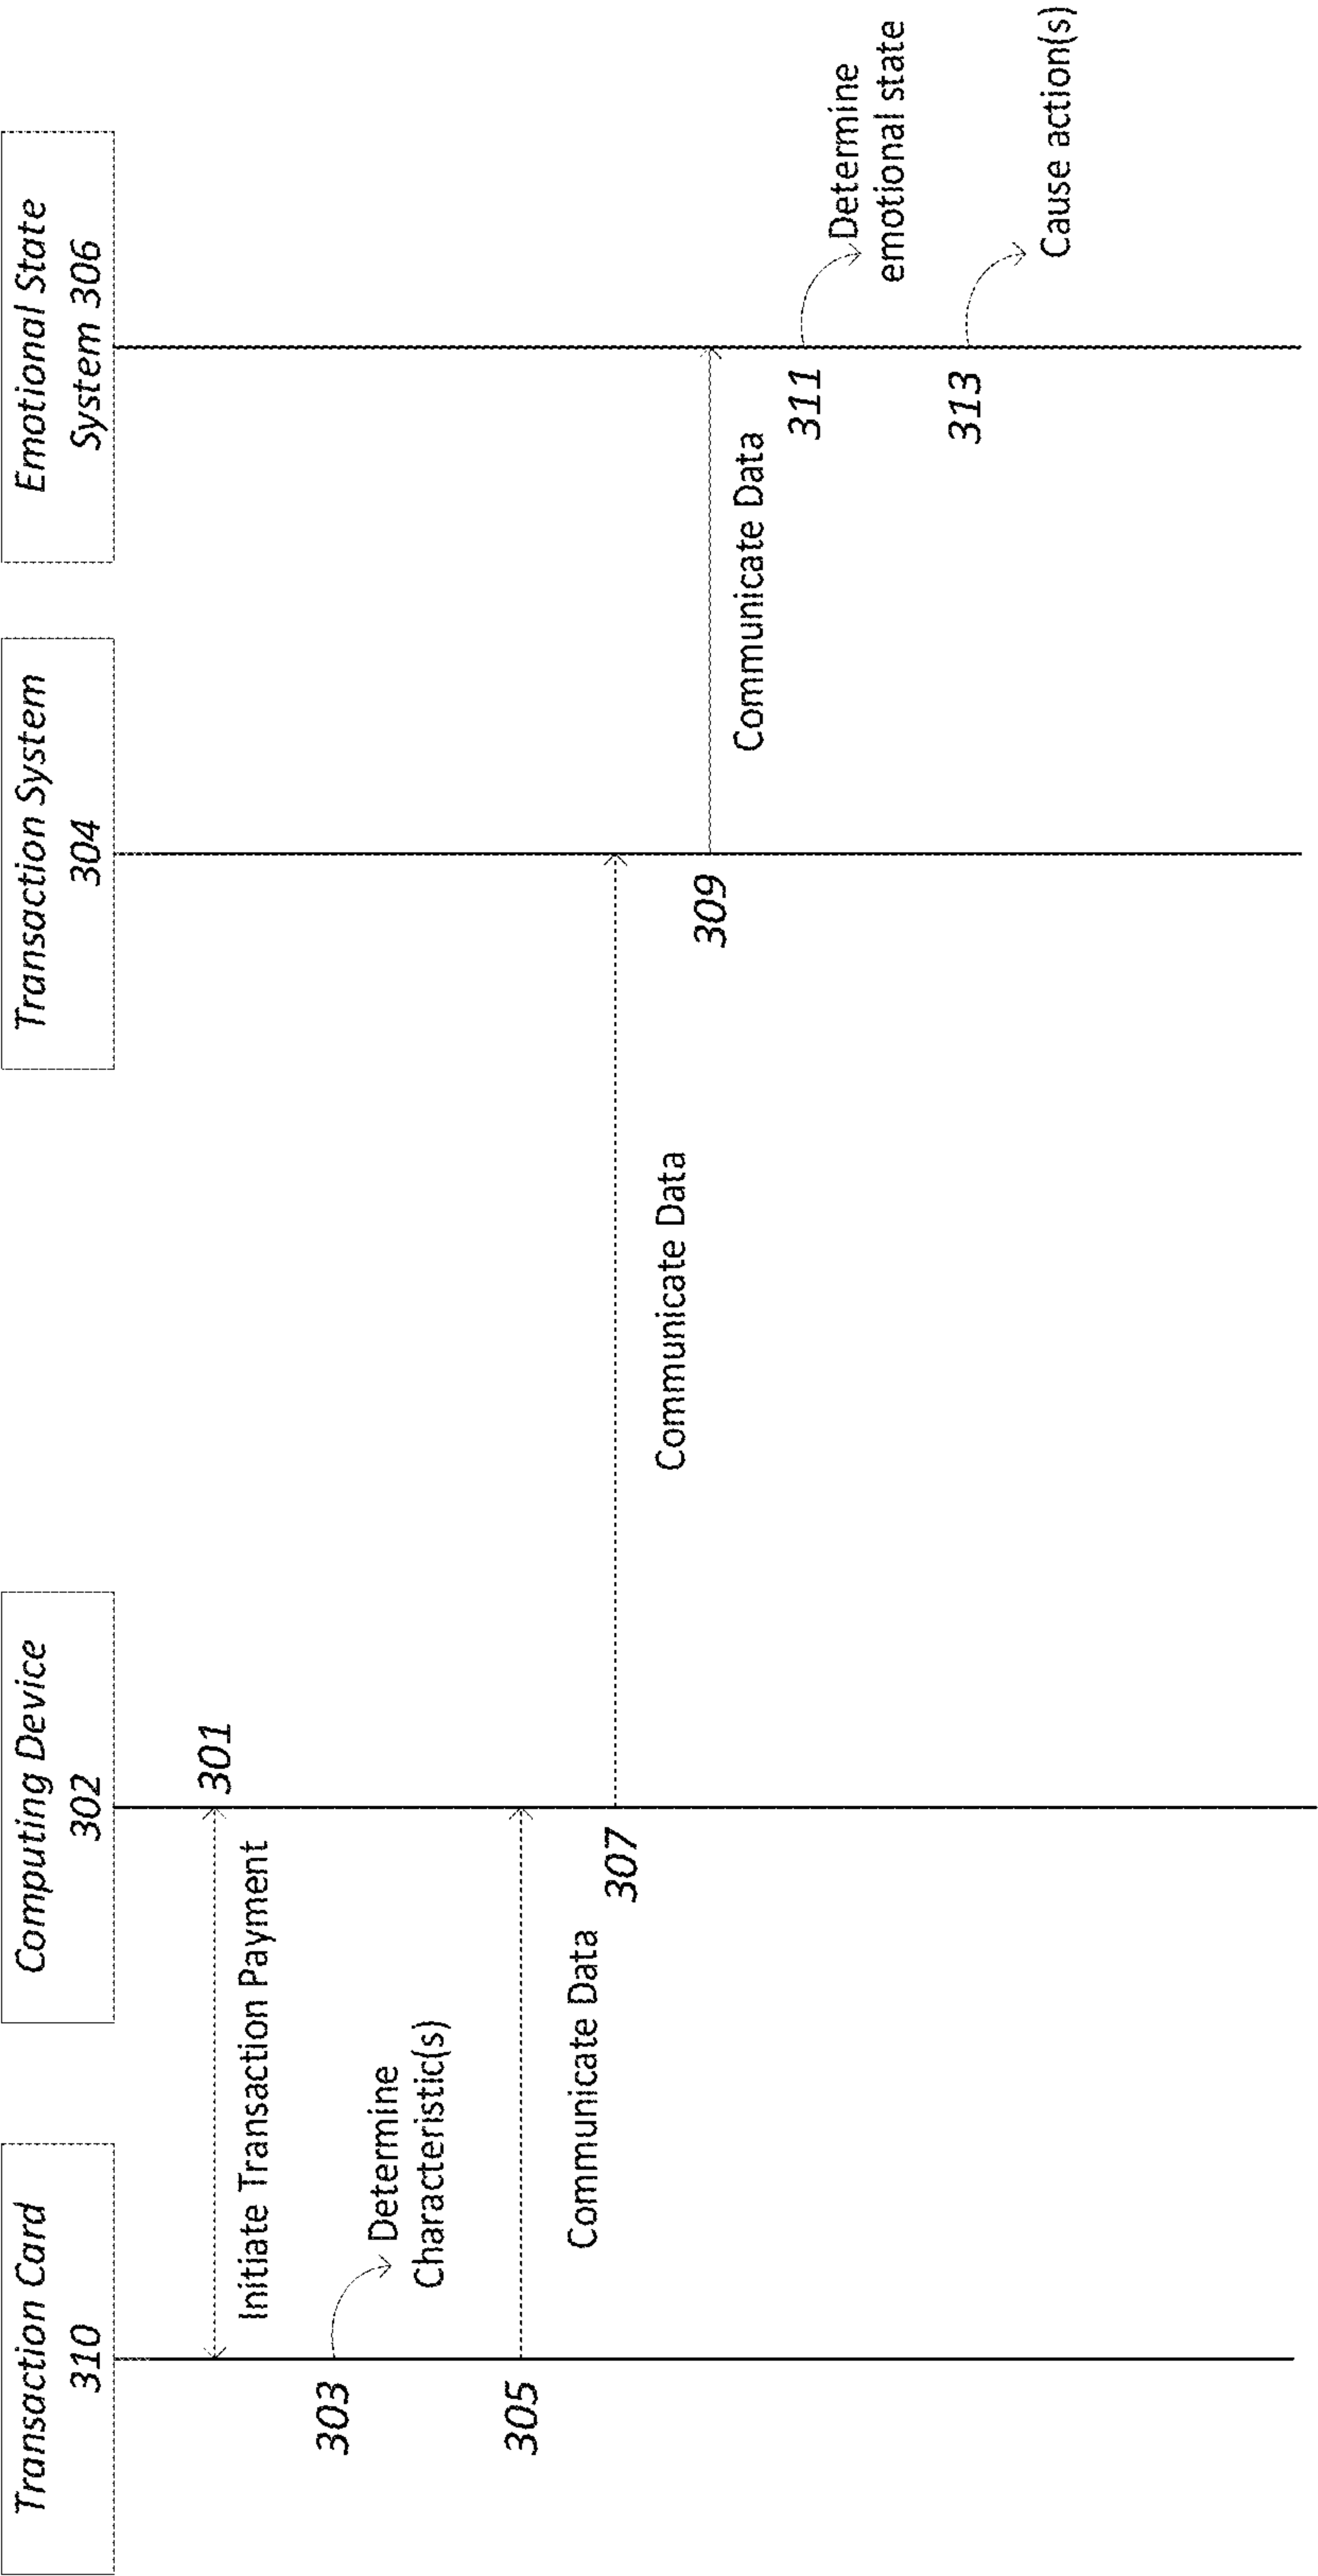 Transaction Card
310
Computing Device
302
Transaction System
304
Emotional State
System 306
301
Initiate Transaction Payment
303
Determine
Characteristic(s)
305
Communicate Data
307
Communicate Data
309
Communicate Data
311
Determine
emotional state
313
Cause action(s)